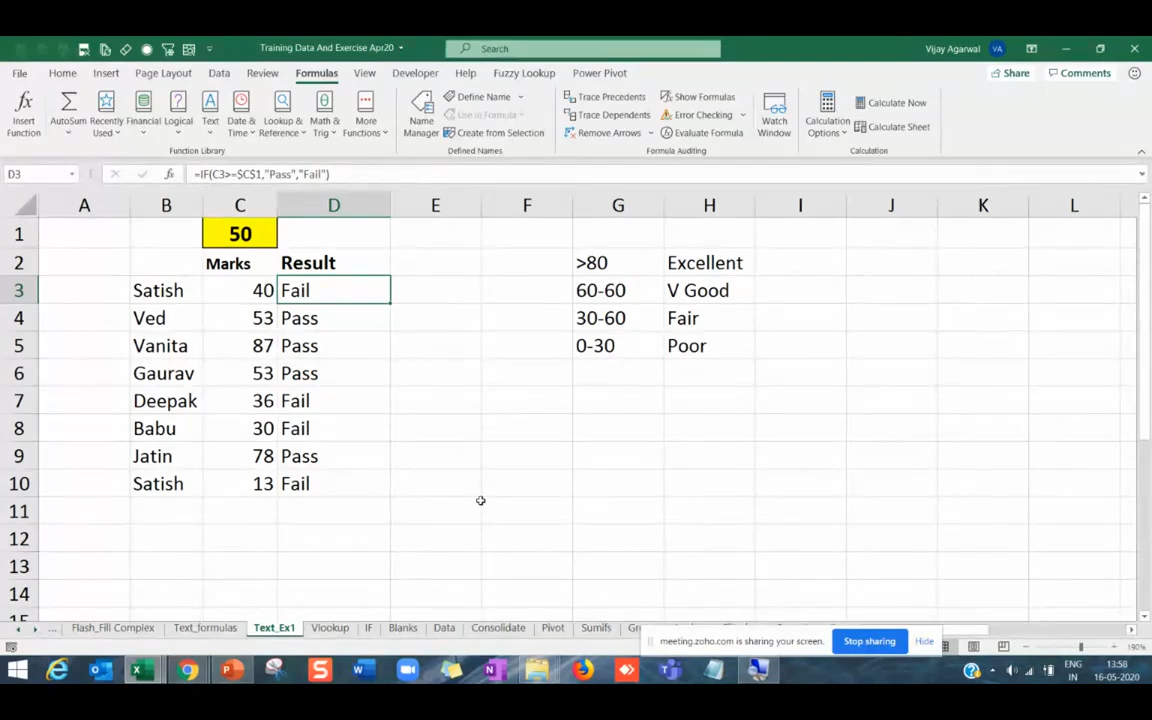 Training Data And Exercise Apr20
Search
Vijay Agarwal VA
File Home Insert Page Layout Formulas Data Review View Developer Help Fuzzy Lookup Power Pivot Share Comments
Insert Function
AutoSum
Recently Used
Financial
Logical
Text
Date & Time
Lookup & Reference
Math & Trig
More Functions
Function Library
Name Manager
Define Name
Use in Formula
Create from Selection
Defined Names
Trace Precedents
Trace Dependents
Remove Arrows
Show Formulas
Error Checking
Evaluate Formula
Formula Auditing
Watch Window
Calculation Options
Calculate Now
Calculate Sheet
Calculation
D3 fx =IF(C3>=$C$1,"Pass","Fail")
A B C D E F G H I J K L
1 50
2 Marks Result >80 Excellent
3 Satish 40 Fail 60-60 V Good
4 Ved 53 Pass 30-60 Fair
5 Vanita 87 Pass 0-30 Poor
6 Gaurav 53 Pass
7 Deepak 36 Fail
8 Babu 30 Fail
9 Jatin 78 Pass
10 Satish 13 Fail
11
12
13
14
15
... Flash_Fill Complex Text_formulas Text_Ex1 Vlookup IF Blanks Data Consolidate Pivot Sumifs
meeting.zoho.com is sharing your screen. Stop sharing Hide
190%
ENG 13:58
IN 16-05-2020